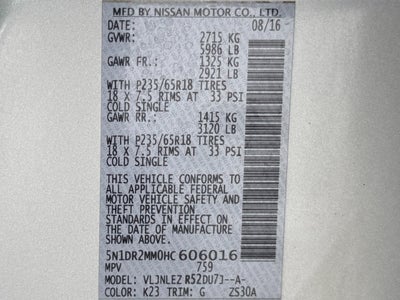 MFD BY NISSAN MOTOR CO., LTD.
DATE: 08/16
GVWR: 2715 KG
5986 LB
GAWR FR.: 1325 KG
2921 LB
WITH P235/65R18 TIRES
18 X 7.5 RIMS AT 33 PSI
COLD SINGLE
GAWR RR.: 1415 KG
3120 LB
WITH P235/65R18 TIRES
18 X 7.5 RIMS AT 33 PSI
COLD SINGLE
THIS VEHICLE CONFORMS TO
ALL APPLICABLE FEDERAL
MOTOR VEHICLE SAFETY AND
THEFT PREVENTION
STANDARDS IN EFFECT ON
THE DATE OF MANUFACTURE
SHOWN ABOVE.
5N1DR2MM0HC606016
MPV 759
MODEL: VLJNLEZ R52DU7J--A-
COLOR: K23 TRIM: G ZS30A